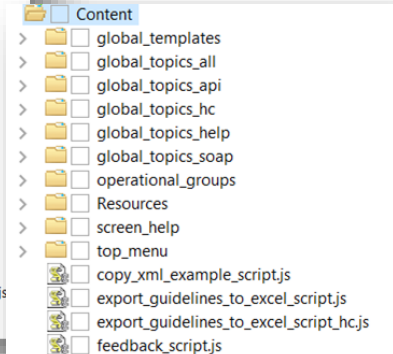 Content
global_templates
global_topics_all
global_topics_api
global_topics_hc
global_topics_help
global_topics_soap
operational_groups
Resources
screen_help
top_menu
copy_xml_example_script.js
js
export_guidelines_to_excel_script.js
export_guidelines_to_excel_script_hc.js
feedback_script.js